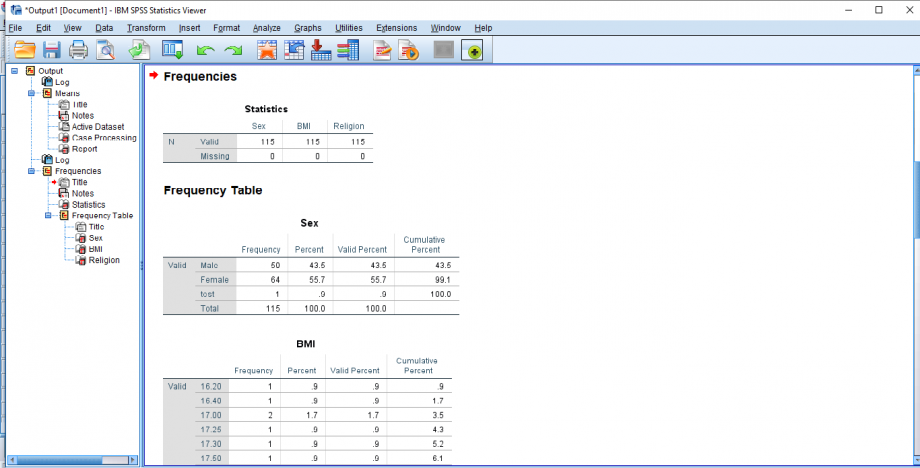 *Output1 [Document1] - IBM SPSS Statistics Viewer
File Edit View Data Transform Insert Format Analyze Graphs Utilities Extensions Window Help
Output
Log
Means
Title
Notes
Active Dataset
Case Processing
Report
Log
Frequencies
Title
Notes
Statistics
Frequency Table
Title
Sex
BMI
Religion
Frequencies
Statistics
Sex BMI Religion
N Valid 115 115 115
Missing 0 0 0
Frequency Table
Sex
Frequency Percent Valid Percent Cumulative Percent
Valid Male 50 43.5 43.5 43.5
Female 64 55.7 55.7 99.1
tost 1 .9 .9 100.0
Total 115 100.0 100.0
BMI
Frequency Percent Valid Percent Cumulative Percent
Valid 16.20 1 .9 .9 .9
16.40 1 .9 .9 1.7
17.00 2 1.7 1.7 3.5
17.25 1 .9 .9 4.3
17.30 1 .9 .9 5.2
17.50 1 .9 .9 6.1